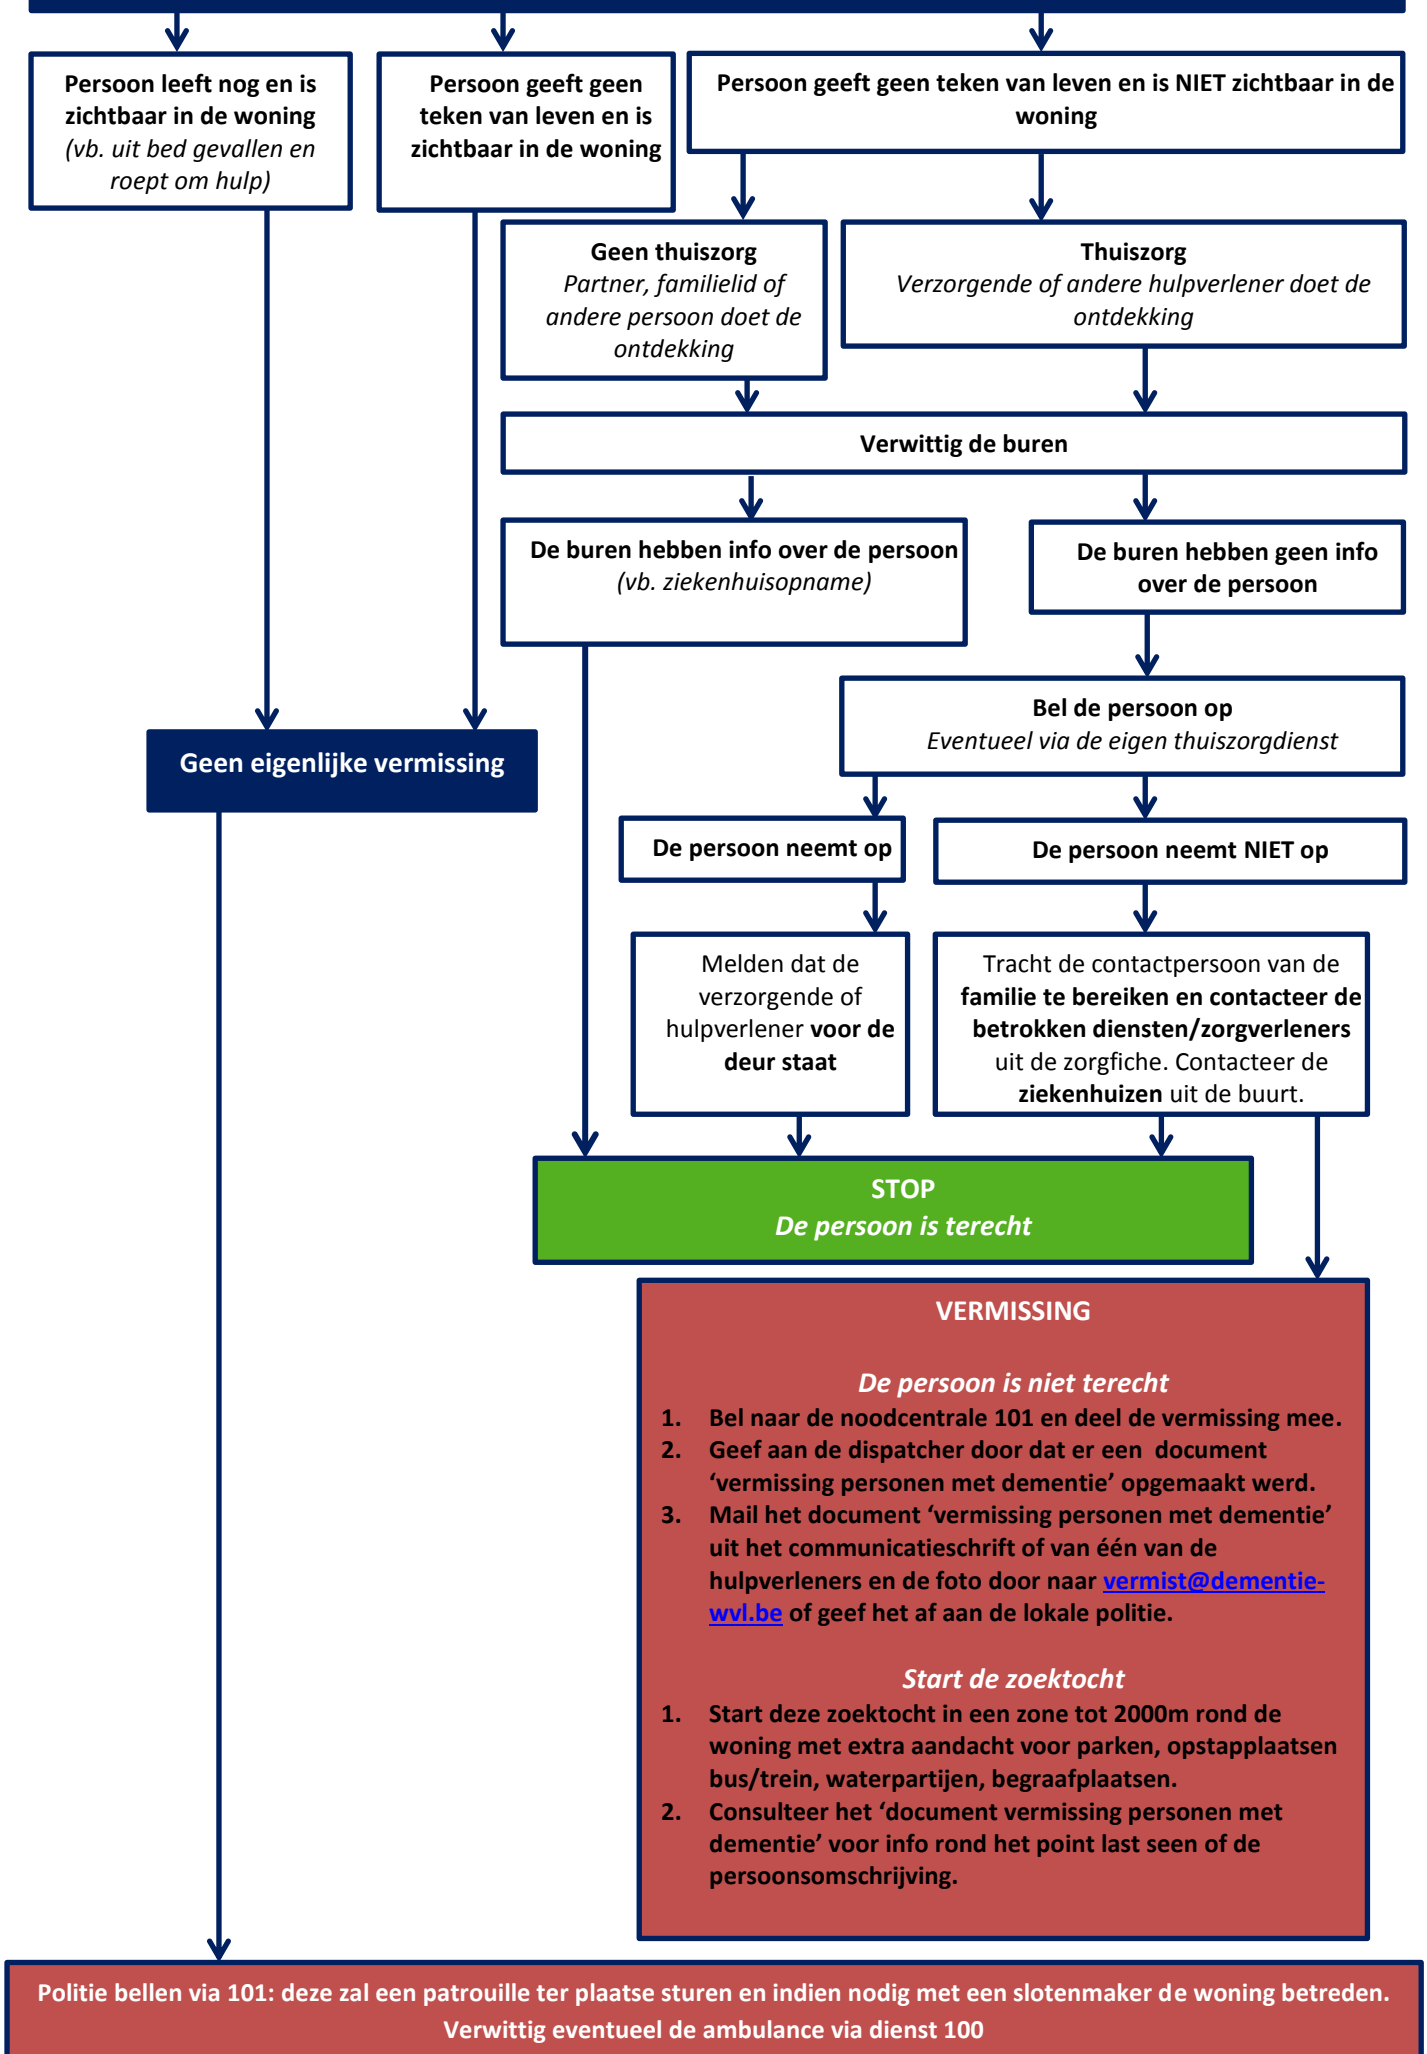 Persoon leeft nog en is
zichtbaar in de woning
(vb. uit bed gevallen en
roept om hulp)
Persoon geeft geen
teken van leven en is
zichtbaar in de woning
Persoon geeft geen teken van leven en is NIET zichtbaar in de
woning
Geen thuiszorg
Partner, familielid of
andere persoon doet de
ontdekking
Thuiszorg
Verzorgende of andere hulpverlener doet de
ontdekking
Verwittig de buren
De buren hebben info over de persoon
(vb. ziekenhuisopname)
De buren hebben geen info
over de persoon
Bel de persoon op
Eventueel via de eigen thuiszorgdienst
Geen eigenlijke vermissing
De persoon neemt op
De persoon neemt NIET op
Melden dat de
verzorgende of
hulpverlener voor de
deur staat
Tracht de contactpersoon van de
familie te bereiken en contacteer de
betrokken diensten/zorgverleners
uit de zorgfiche. Contacteer de
ziekenhuizen uit de buurt.
STOP
De persoon is terecht
VERMISSING
De persoon is niet terecht
1. Bel naar de noodcentrale 101 en deel de vermissing mee.
2. Geef aan de dispatcher door dat er een document
‘vermissing personen met dementie’ opgemaakt werd.
3. Mail het document ‘vermissing personen met dementie’
uit het communicatieschrift of van één van de
hulpverleners en de foto door naar vermist@dementie-
wvl.be of geef het af aan de lokale politie.
Start de zoektocht
1. Start deze zoektocht in een zone tot 2000m rond de
woning met extra aandacht voor parken, opstapplaatsen
bus/trein, waterpartijen, begraafplaatsen.
2. Consulteer het ‘document vermissing personen met
dementie’ voor info rond het point last seen of de
persoonsomschrijving.
Politie bellen via 101: deze zal een patrouille ter plaatse sturen en indien nodig met een slotenmaker de woning betreden.
Verwittig eventueel de ambulance via dienst 100